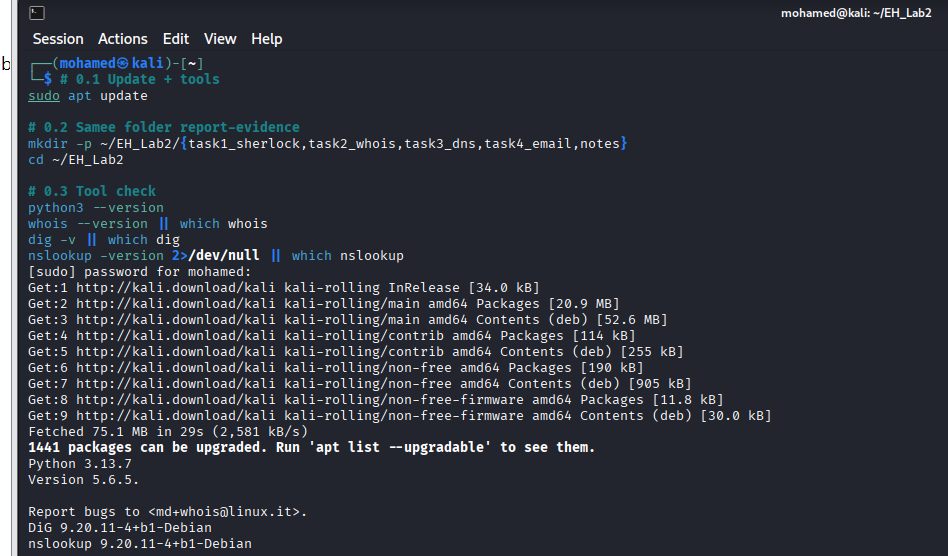 mohamed@kali: ~/EH_Lab2
Session Actions Edit View Help
b
┌──(mohamed㉿kali)-[~]
└─$ # 0.1 Update + tools
sudo apt update
# 0.2 Samee folder report-evidence
mkdir -p ~/EH_Lab2/{task1_sherlock,task2_whois,task3_dns,task4_email,notes}
cd ~/EH_Lab2
# 0.3 Tool check
python3 --version
whois --version || which whois
dig -v || which dig
nslookup -version 2>/dev/null || which nslookup
[sudo] password for mohamed:
Get:1 http://kali.download/kali kali-rolling InRelease [34.0 kB]
Get:2 http://kali.download/kali kali-rolling/main amd64 Packages [20.9 MB]
Get:3 http://kali.download/kali kali-rolling/main amd64 Contents (deb) [52.6 MB]
Get:4 http://kali.download/kali kali-rolling/contrib amd64 Packages [114 kB]
Get:5 http://kali.download/kali kali-rolling/contrib amd64 Contents (deb) [255 kB]
Get:6 http://kali.download/kali kali-rolling/non-free amd64 Packages [190 kB]
Get:7 http://kali.download/kali kali-rolling/non-free amd64 Contents (deb) [905 kB]
Get:8 http://kali.download/kali kali-rolling/non-free-firmware amd64 Packages [11.8 kB]
Get:9 http://kali.download/kali kali-rolling/non-free-firmware amd64 Contents (deb) [30.0 kB]
Fetched 75.1 MB in 29s (2,581 kB/s)
1441 packages can be upgraded. Run 'apt list --upgradable' to see them.
Python 3.13.7
Version 5.6.5.
Report bugs to <md+whois@linux.it>.
DiG 9.20.11-4+b1-Debian
nslookup 9.20.11-4+b1-Debian